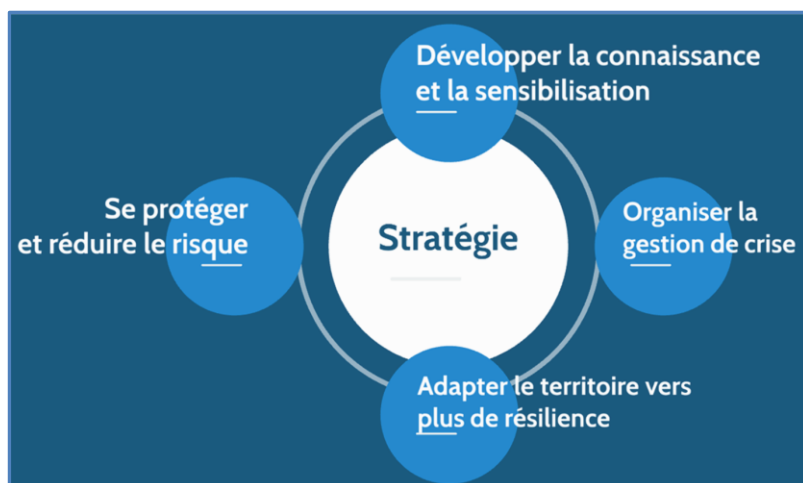 Développer la connaissance
et la sensibilisation
Se protéger
et réduire le risque
Stratégie
Organiser la
gestion de crise
Adapter le territoire vers
plus de résilience